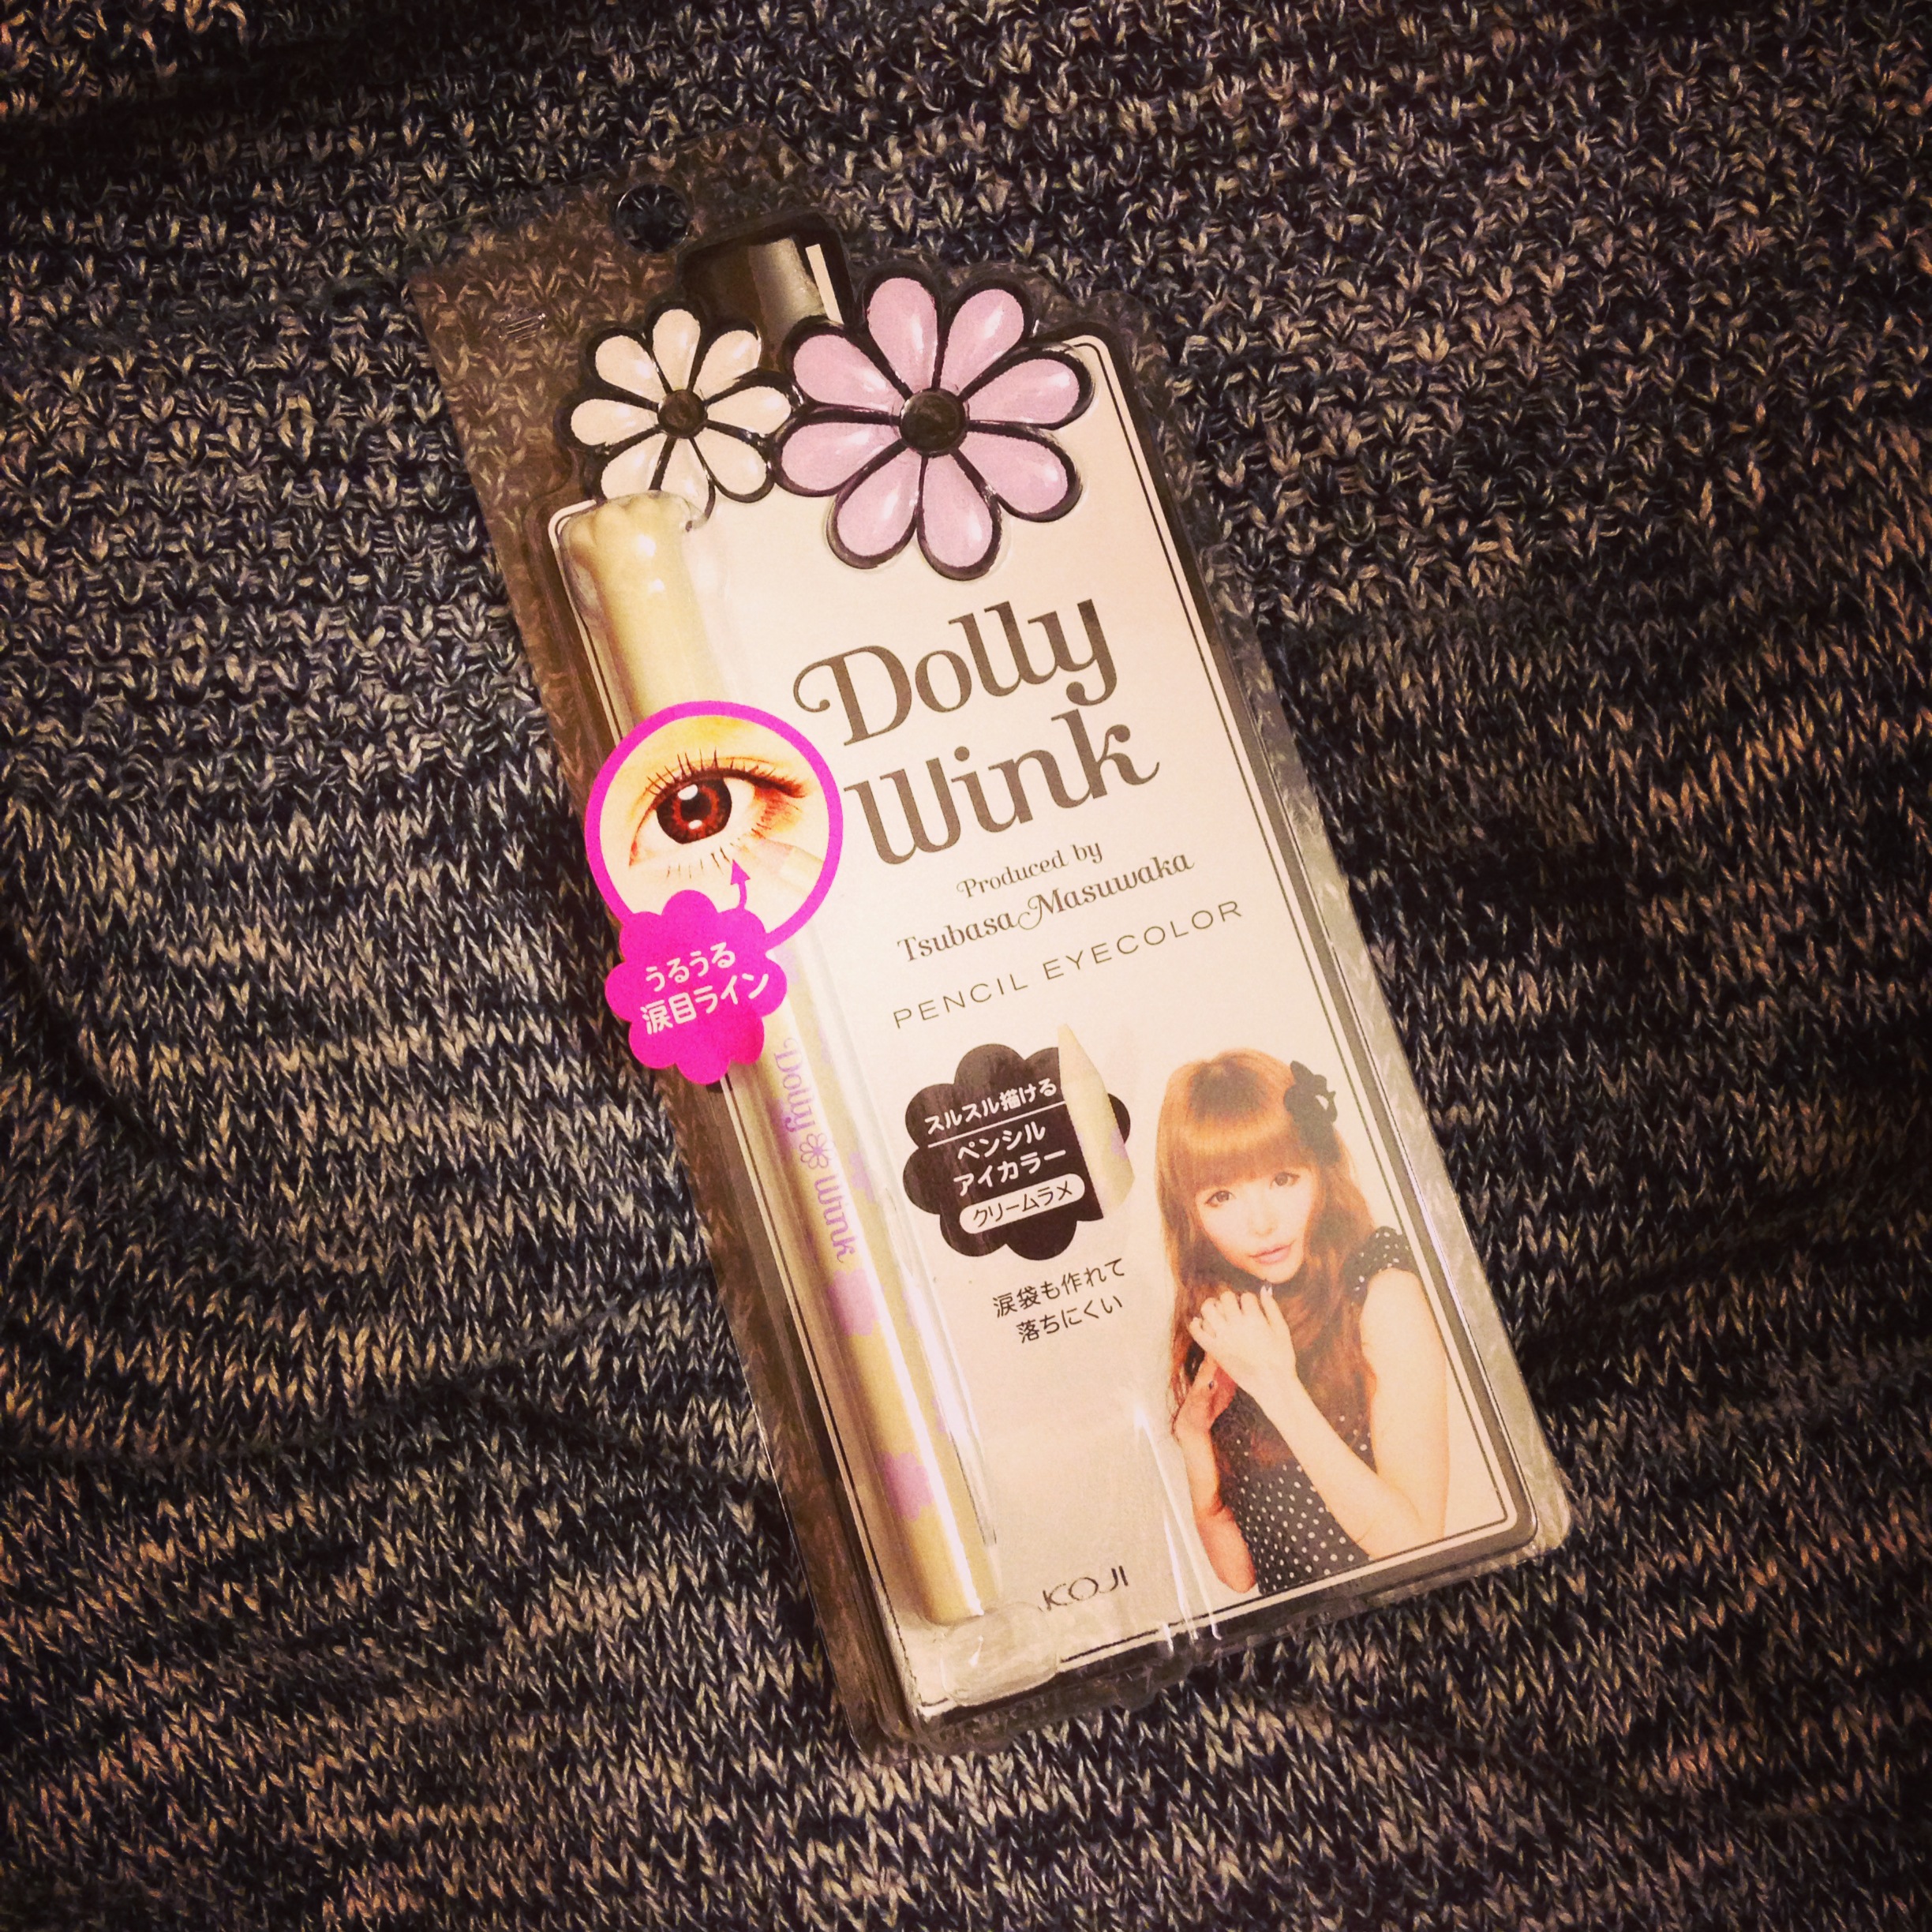 Dolly
Wink
Produced by
Tsubasa Masuwaka
PENCIL EYECOLOR
うるうる
涙目ライン
Dolly Wink
スルスル描ける
ペンシル
アイカラー
クリームラメ
涙袋も作れて
落ちにくい
KOJI